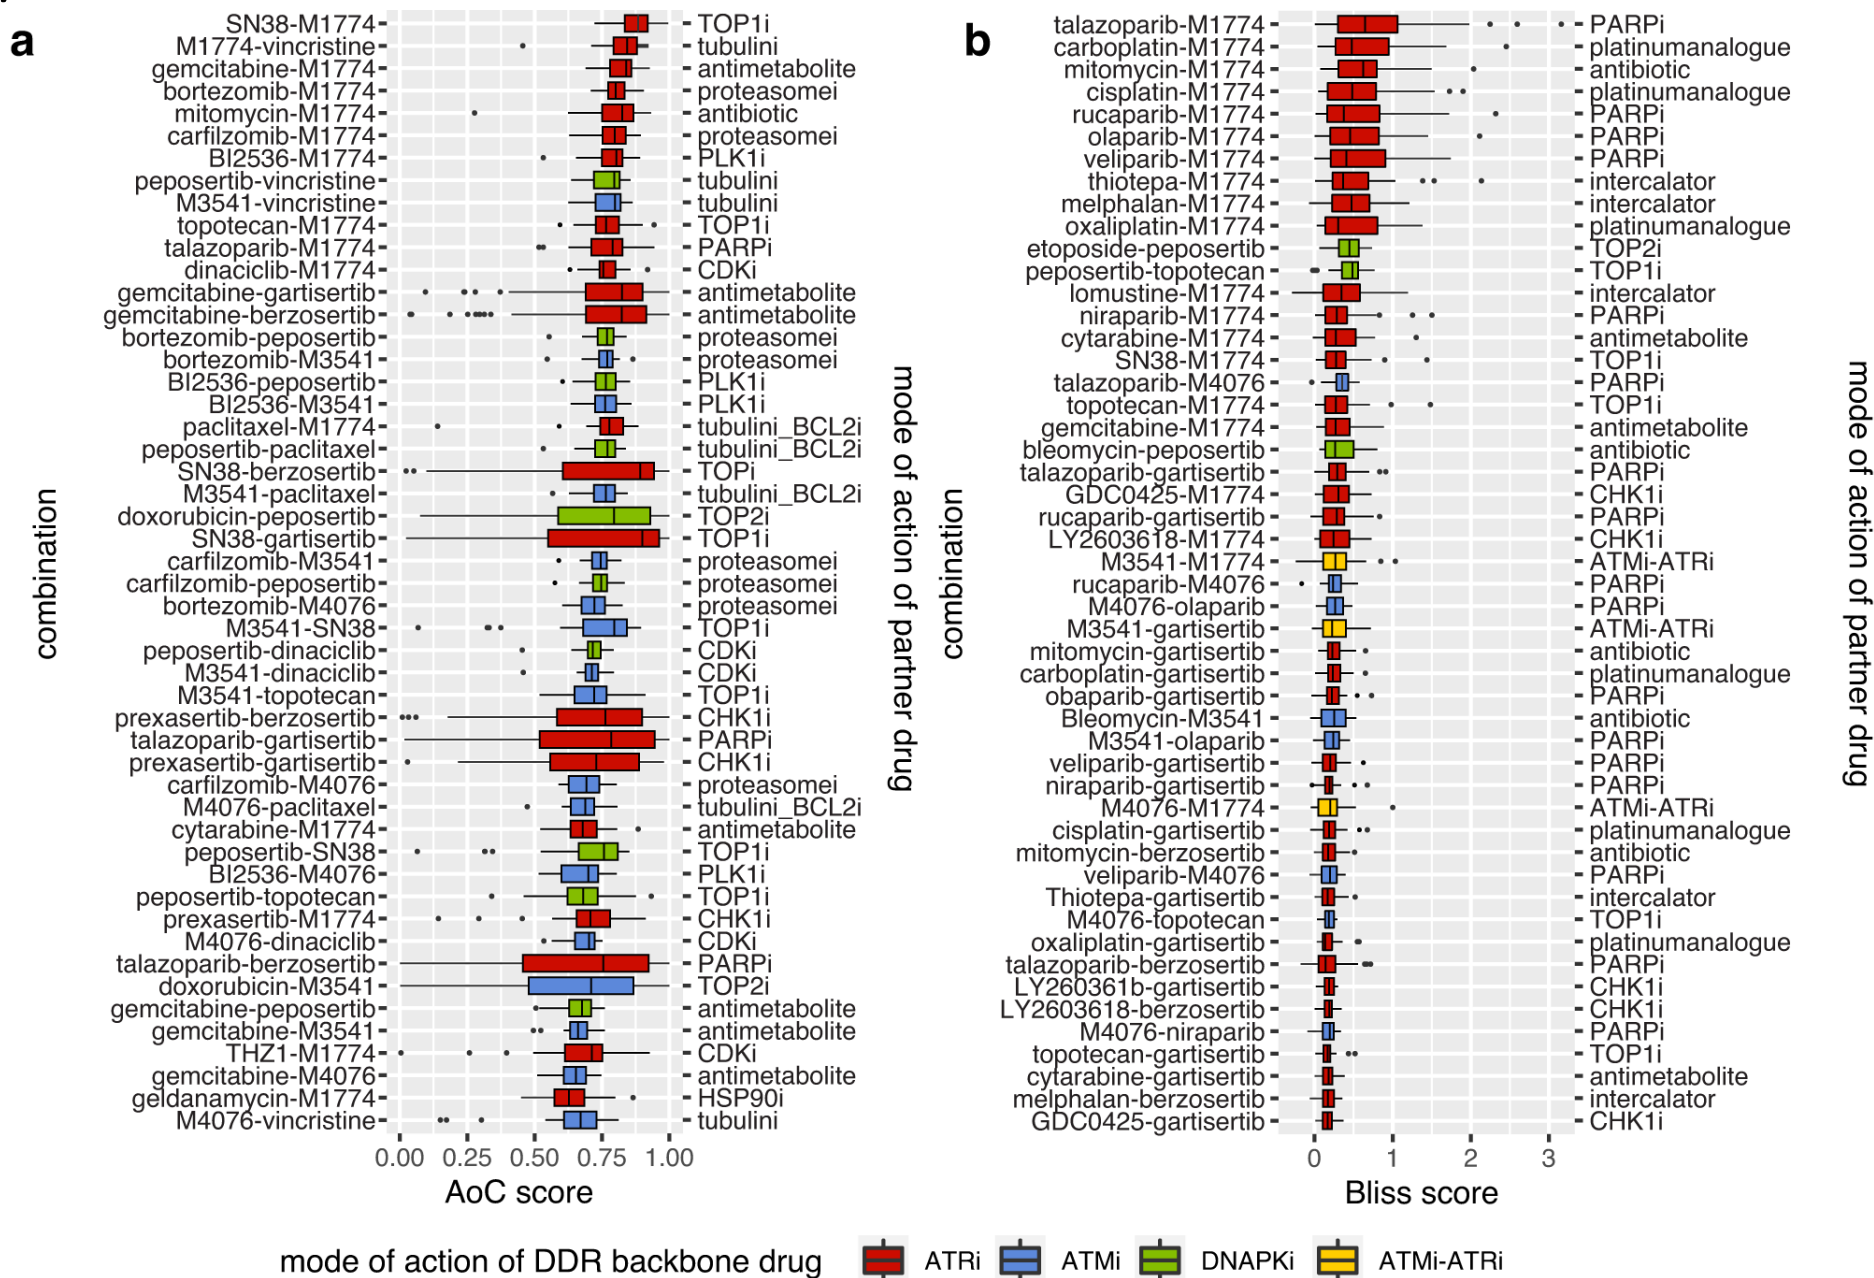 a
SN38-M1774 TOP1i
M1774-vincristine tubulini
gemcitabine-M1774 antimetabolite
bortezomib-M1774 proteasomei
mitomycin-M1774 antibiotic
carfilzomib-M1774 proteasomei
BI2536-M1774 PLK1i
peposertib-vincristine tubulini
M3541-vincristine tubulini
topotecan-M1774 TOP1i
talazoparib-M1774 PARPi
dinaciclib-M1774 CDKi
gemcitabine-gartisertib antimetabolite
gemcitabine-berzosertib antimetabolite
bortezomib-peposertib proteasomei
bortezomib-M3541 proteasomei
BI2536-peposertib PLK1i
BI2536-M3541 PLK1i
paclitaxel-M1774 tubulini_BCL2i
peposertib-paclitaxel tubulini_BCL2i
SN38-berzosertib TOPi
M3541-paclitaxel tubulini_BCL2i
doxorubicin-peposertib TOP2i
SN38-gartisertib TOP1i
carfilzomib-M3541 proteasomei
carfilzomib-peposertib proteasomei
bortezomib-M4076 proteasomei
M3541-SN38 TOP1i
peposertib-dinaciclib CDKi
M3541-dinaciclib CDKi
M3541-topotecan TOP1i
prexasertib-berzosertib CHK1i
talazoparib-gartisertib PARPi
prexasertib-gartisertib CHK1i
carfilzomib-M4076 proteasomei
M4076-paclitaxel tubulini_BCL2i
cytarabine-M1774 antimetabolite
peposertib-SN38 TOP1i
BI2536-M4076 PLK1i
peposertib-topotecan TOP1i
prexasertib-M1774 CHK1i
M4076-dinaciclib CDKi
talazoparib-berzosertib PARPi
doxorubicin-M3541 TOP2i
gemcitabine-peposertib antimetabolite
gemcitabine-M3541 antimetabolite
THZ1-M1774 CDKi
gemcitabine-M4076 antimetabolite
geldanamycin-M1774 HSP90i
M4076-vincristine tubulini
combination
mode of action of partner drug
0.00 0.25 0.50 0.75 1.00
AoC score
b
talazoparib-M1774 PARPi
carboplatin-M1774 platinumanalogue
mitomycin-M1774 antibiotic
cisplatin-M1774 platinumanalogue
rucaparib-M1774 PARPi
olaparib-M1774 PARPi
veliparib-M1774 PARPi
thiotepa-M1774 intercalator
melphalan-M1774 intercalator
oxaliplatin-M1774 platinumanalogue
etoposide-peposertib TOP2i
peposertib-topotecan TOP1i
lomustine-M1774 intercalator
niraparib-M1774 PARPi
cytarabine-M1774 antimetabolite
SN38-M1774 TOP1i
talazoparib-M4076 PARPi
topotecan-M1774 TOP1i
gemcitabine-M1774 antimetabolite
bleomycin-peposertib antibiotic
talazoparib-gartisertib PARPi
GDC0425-M1774 CHK1i
rucaparib-gartisertib PARPi
LY2603618-M1774 CHK1i
M3541-M1774 ATMi-ATRi
rucaparib-M4076 PARPi
M4076-olaparib PARPi
M3541-gartisertib ATMi-ATRi
mitomycin-gartisertib antibiotic
carboplatin-gartisertib platinumanalogue
obaparib-gartisertib PARPi
Bleomycin-M3541 antibiotic
M3541-olaparib PARPi
veliparib-gartisertib PARPi
niraparib-gartisertib PARPi
M4076-M1774 ATMi-ATRi
cisplatin-gartisertib platinumanalogue
mitomycin-berzosertib antibiotic
veliparib-M4076 PARPi
Thiotepa-gartisertib intercalator
M4076-topotecan TOP1i
oxaliplatin-gartisertib platinumanalogue
talazoparib-berzosertib PARPi
LY260361b-gartisertib CHK1i
LY2603618-berzosertib CHK1i
M4076-niraparib PARPi
topotecan-gartisertib TOP1i
cytarabine-gartisertib antimetabolite
melphalan-berzosertib intercalator
GDC0425-gartisertib CHK1i
combination
mode of action of partner drug
0 1 2 3
Bliss score
mode of action of DDR backbone drug ATRi ATMi DNAPKi ATMi-ATRi